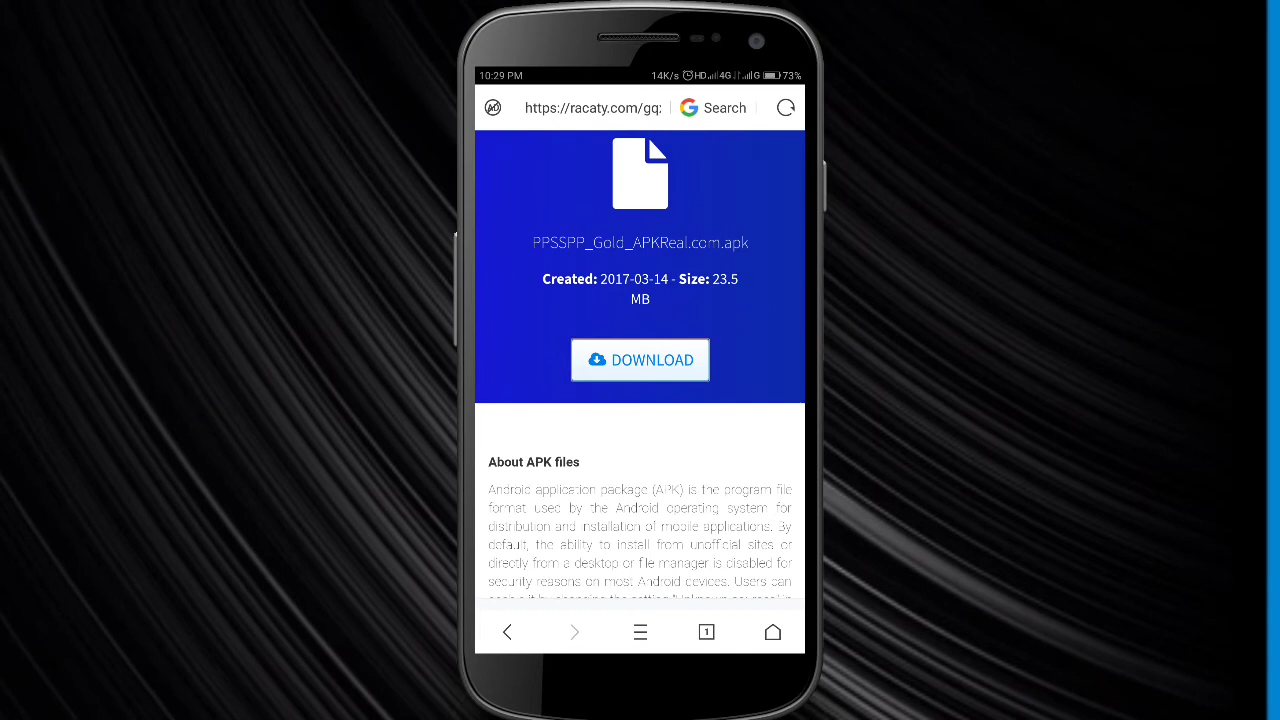 10:29 PM 14K/s HD 4G G 73%
AD https://racaty.com/gq Search
PPSSPP_Gold_APKReal.com.apk
Created: 2017-03-14 - Size: 23.5
MB
DOWNLOAD
About APK files
Android application package (APK) is the program file
format used by the Android operating system for
distribution and installation of mobile applications. By
default, the ability to install from unofficial sites or
directly from a desktop or file manager is disabled for
security reasons on most Android devices. Users can
1